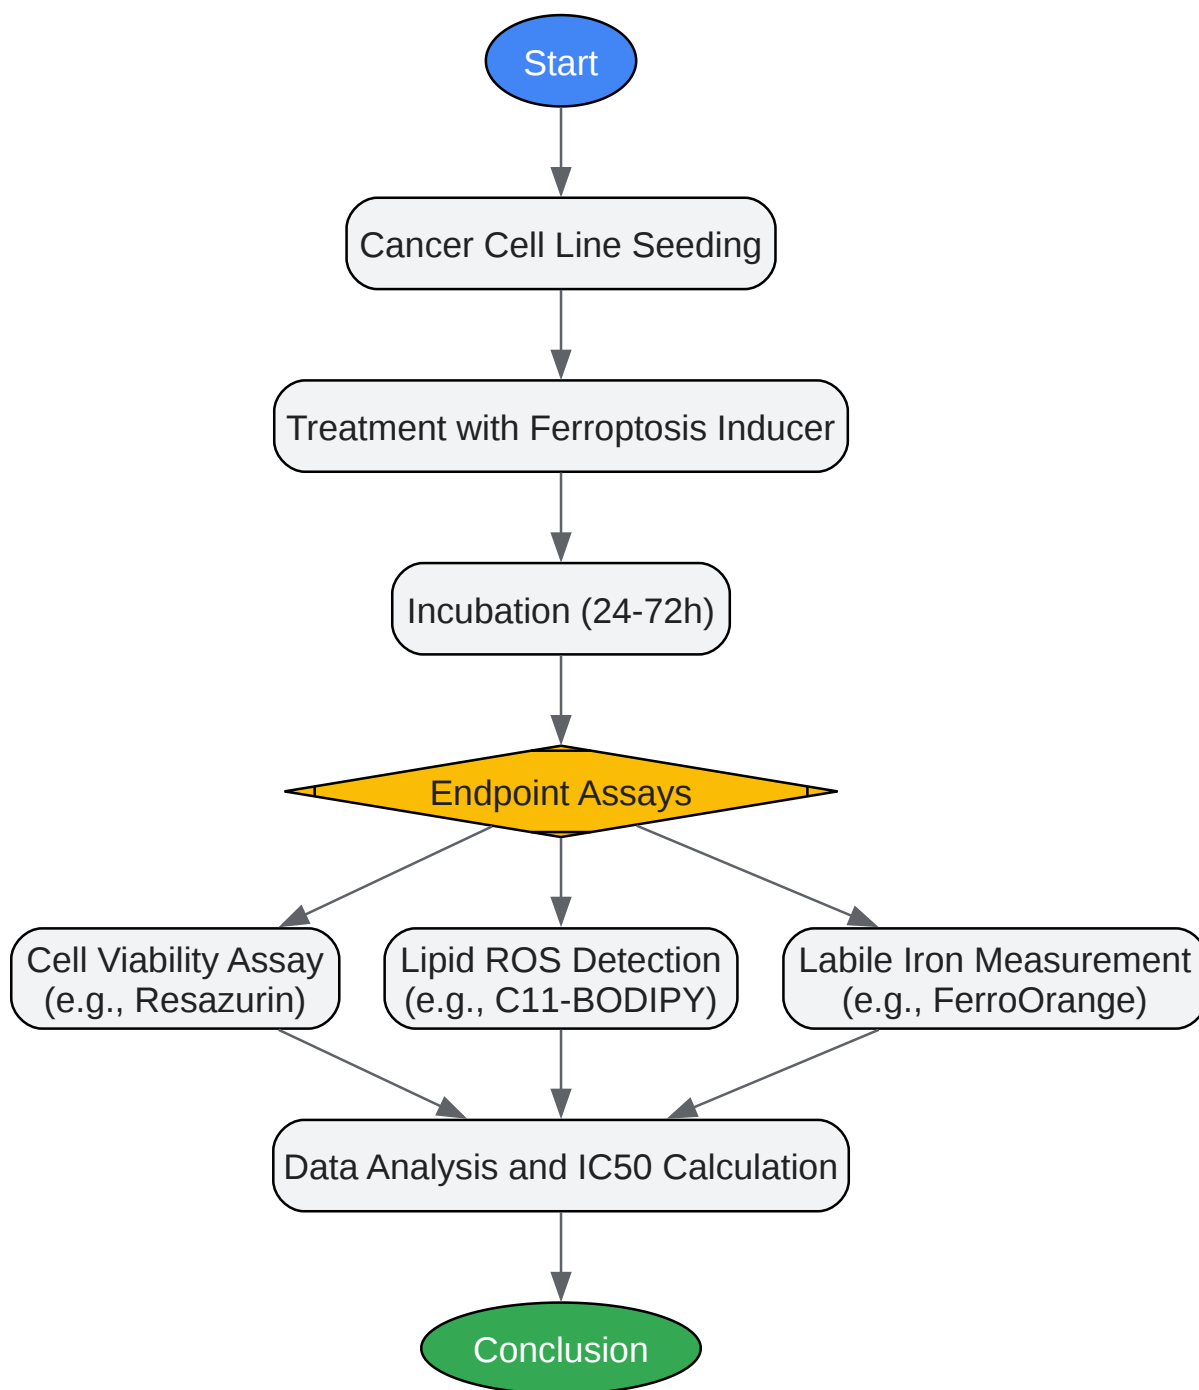 Start
Cancer Cell Line Seeding
Treatment with Ferroptosis Inducer
Incubation (24-72h)
Endpoint Assays
Cell Viability Assay
(e.g., Resazurin)
Lipid ROS Detection
(e.g., C11-BODIPY)
Labile Iron Measurement
(e.g., FerroOrange)
Data Analysis and IC50 Calculation
Conclusion